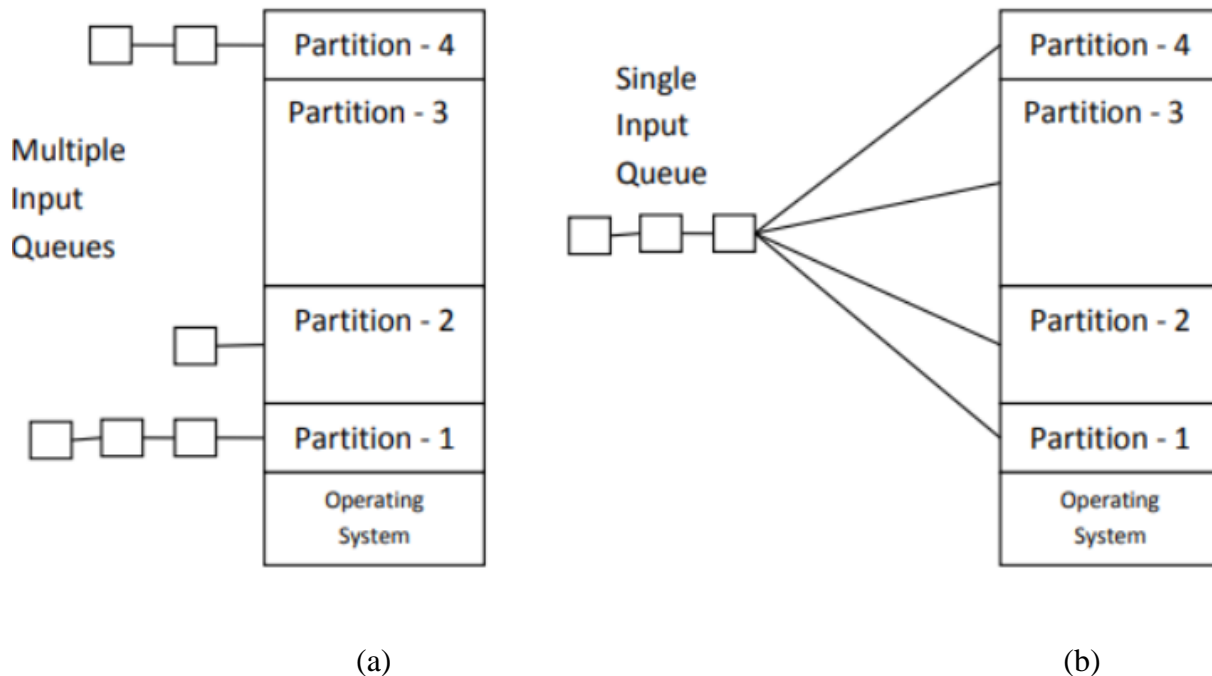 Partition - 4
Partition - 3
Multiple
Input
Queues
Partition - 2
Partition - 1
Operating
System
(a)
Single
Input
Queue
Partition - 4
Partition - 3
Partition - 2
Partition - 1
Operating
System
(b)